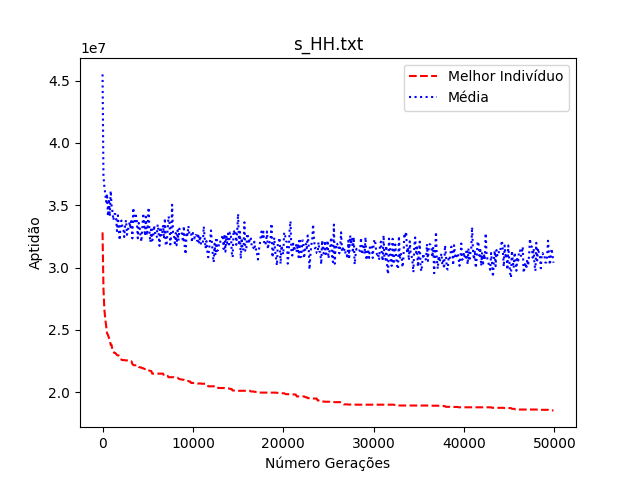 s_HH.txt
1e7
Melhor Indivíduo
Média
4.5
4.0
3.5
3.0
2.5
2.0
Aptidão
0
10000
20000
30000
40000
50000
Número Gerações